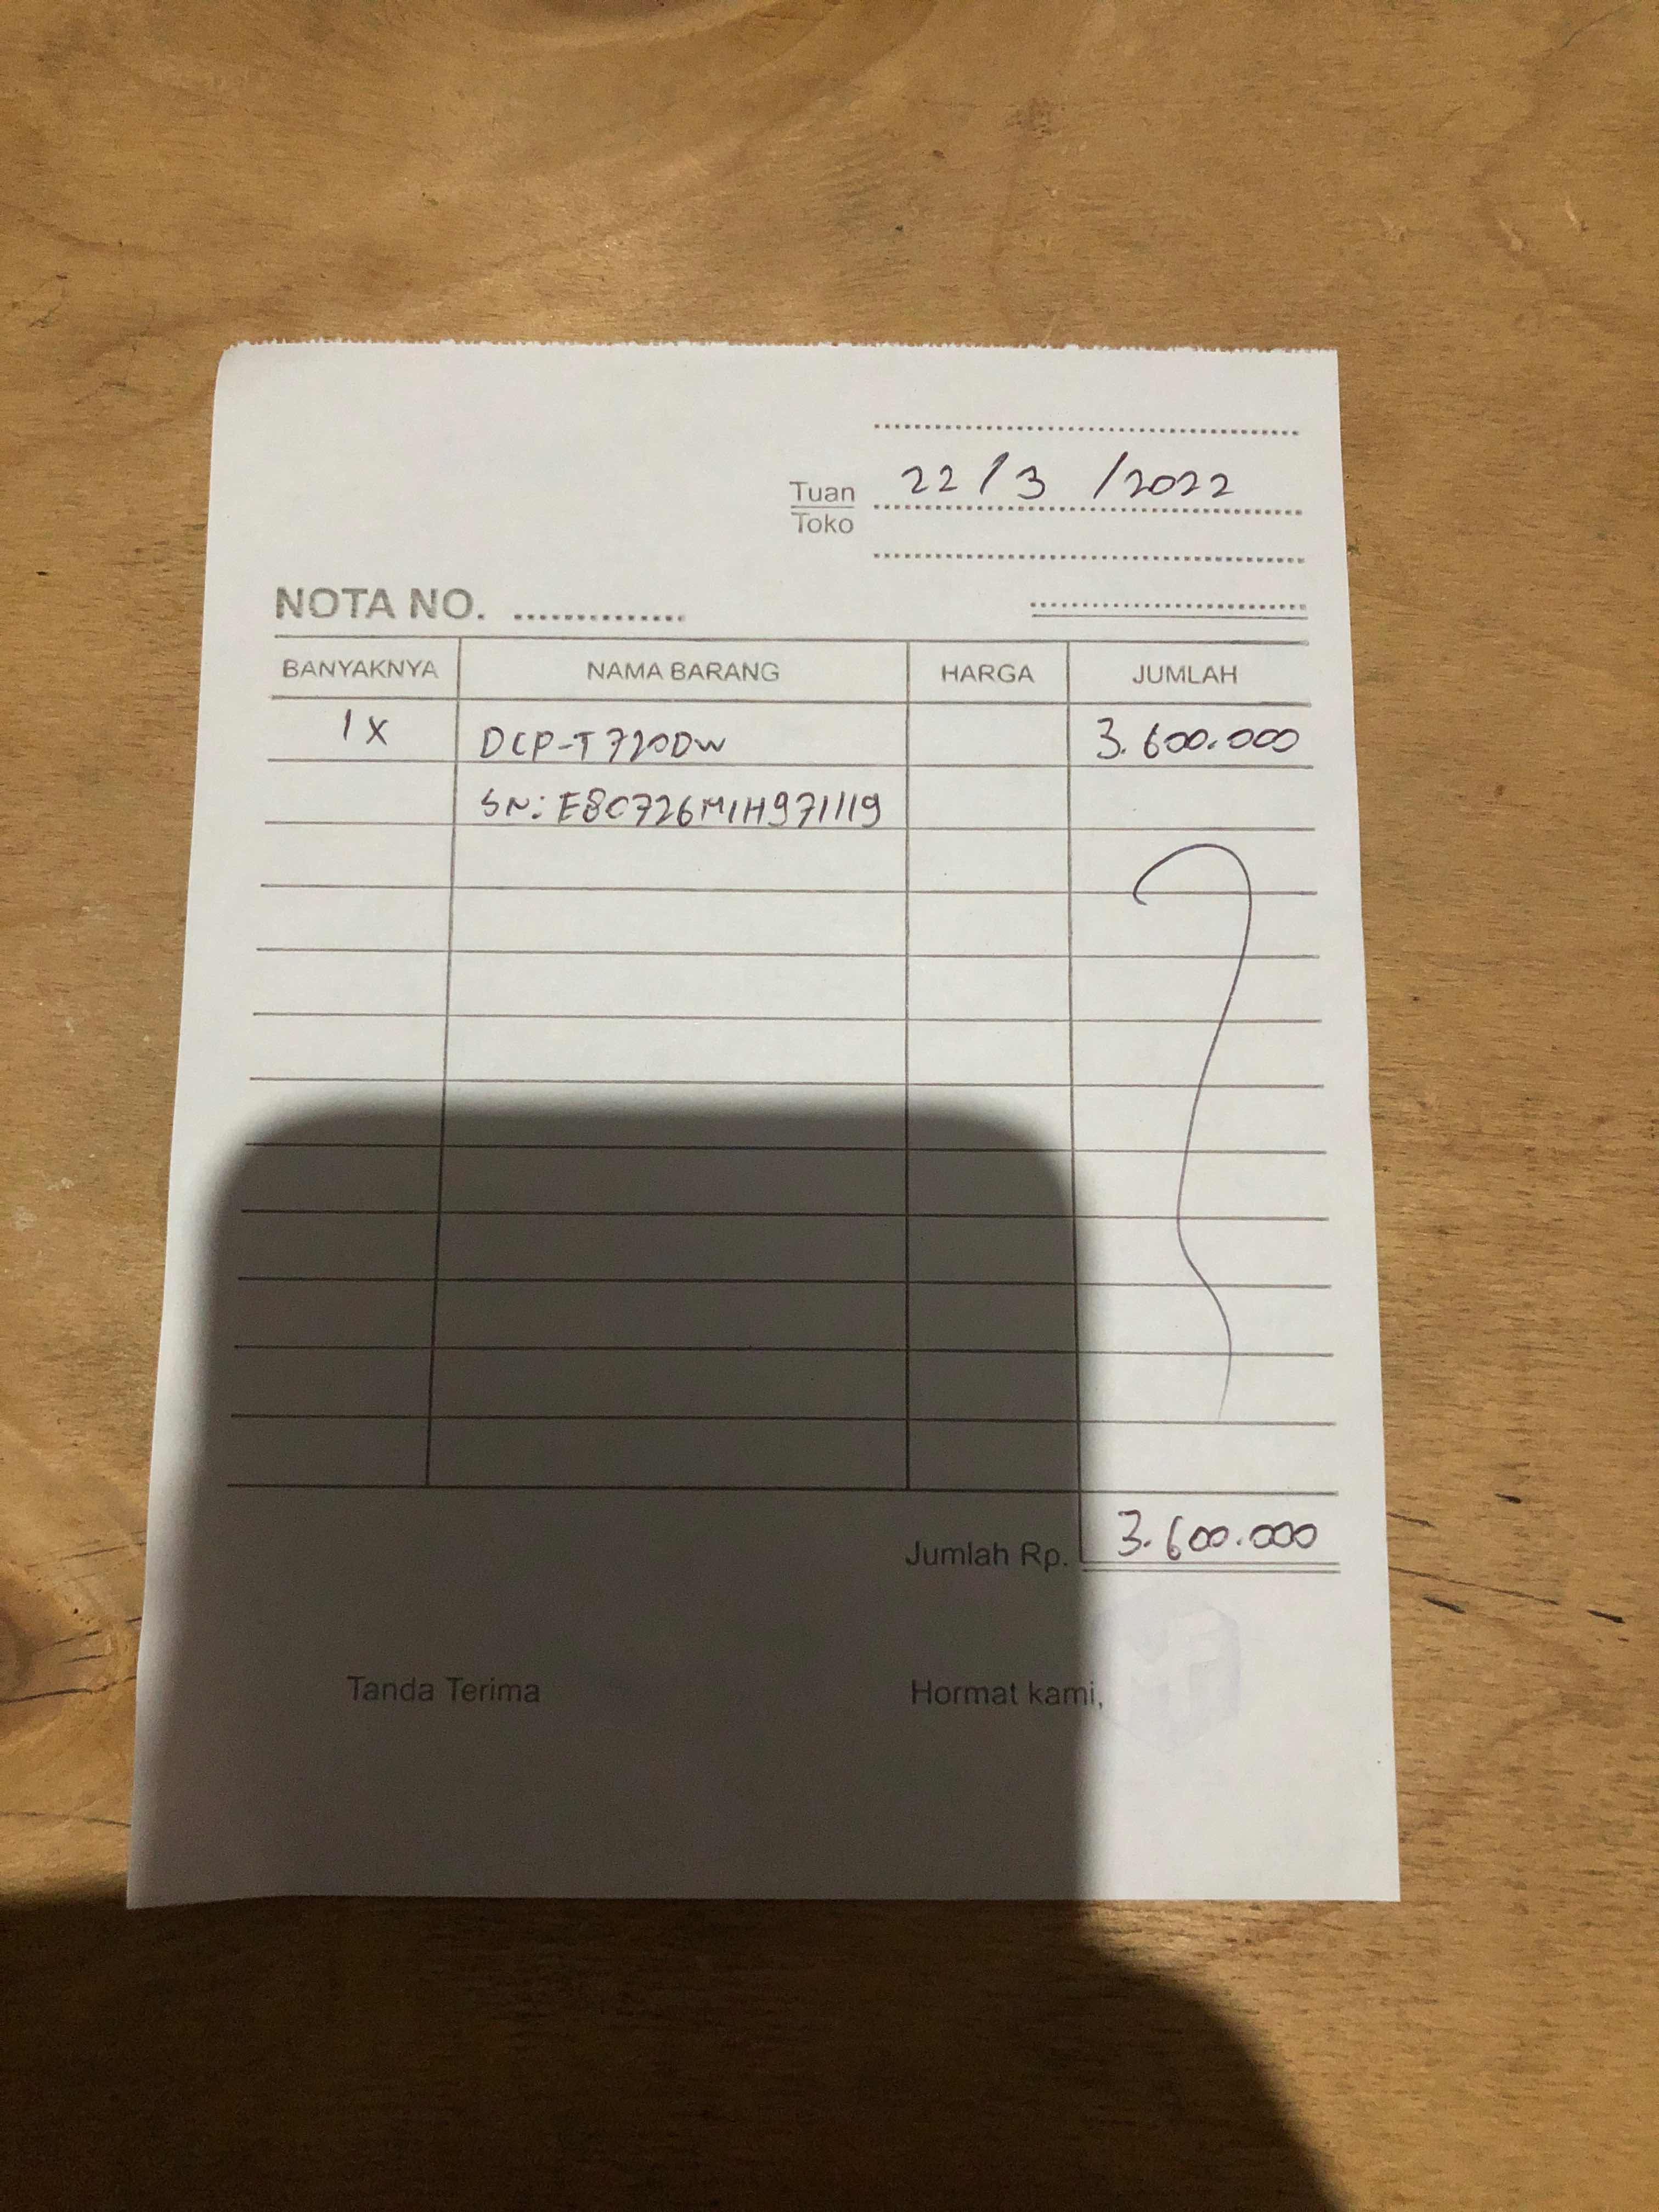 22/3/2022
Tuan
Toko
NOTA NO.
BANYAKNYA NAMA BARANG HARGA JUMLAH
1X DCP-T720DW 3.600.000
SN: E80726M1H971119
Jumlah Rp. 3.600.000
Tanda Terima Hormat kami,